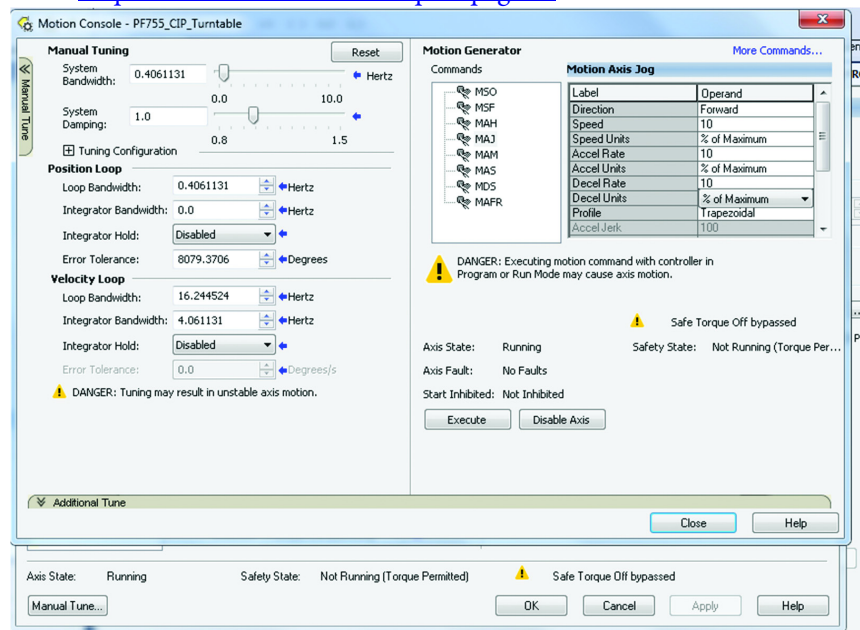 Motion Console - PF755_CIP_Turntable
Manual Tune
Manual Tuning
Reset
System Bandwidth:
0.4061131
Hertz
0.0
10.0
System Damping:
1.0
0.8
1.5
Tuning Configuration
Position Loop
Loop Bandwidth:
0.4061131
Hertz
Integrator Bandwidth:
0.0
Hertz
Integrator Hold:
Disabled
Error Tolerance:
8079.3706
Degrees
Velocity Loop
Loop Bandwidth:
16.244524
Hertz
Integrator Bandwidth:
4.061131
Hertz
Integrator Hold:
Disabled
Error Tolerance:
0.0
Degrees/s
DANGER: Tuning may result in unstable axis motion.
Motion Generator
More Commands...
Commands
MSO
MSF
MAH
MAJ
MAM
MAS
MDS
MAFR
Motion Axis Jog
Label
Operand
Direction
Forward
Speed
10
Speed Units
% of Maximum
Accel Rate
10
Accel Units
% of Maximum
Decel Rate
10
Decel Units
% of Maximum
Profile
Trapezoidal
Accel Jerk
100
DANGER: Executing motion command with controller in
Program or Run Mode may cause axis motion.
Safe Torque Off bypassed
Axis State:
Running
Safety State:
Not Running (Torque Per...
Axis Fault:
No Faults
Start Inhibited:
Not Inhibited
Execute
Disable Axis
Additional Tune
Close
Help
Axis State:
Running
Safety State:
Not Running (Torque Permitted)
Safe Torque Off bypassed
Manual Tune...
OK
Cancel
Apply
Help